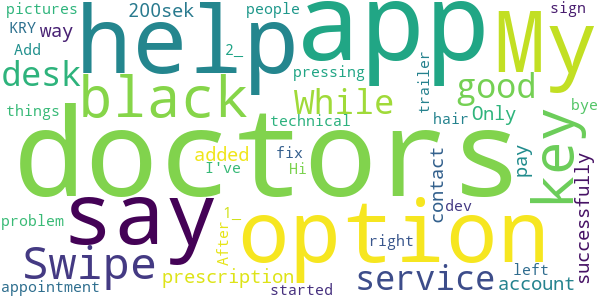 pictures
200sek
people
help
app
My
sign
KRY
way
Add
2_
desk
black
pressing
trailer
good
While
key
things
technical
Only
hair
bye
doctors
added
fix
I've
Hi
pay
contact
successfully
say
option
dev
problem
After
1_
right
Swipe
prescription
service
left
account
appointment
started